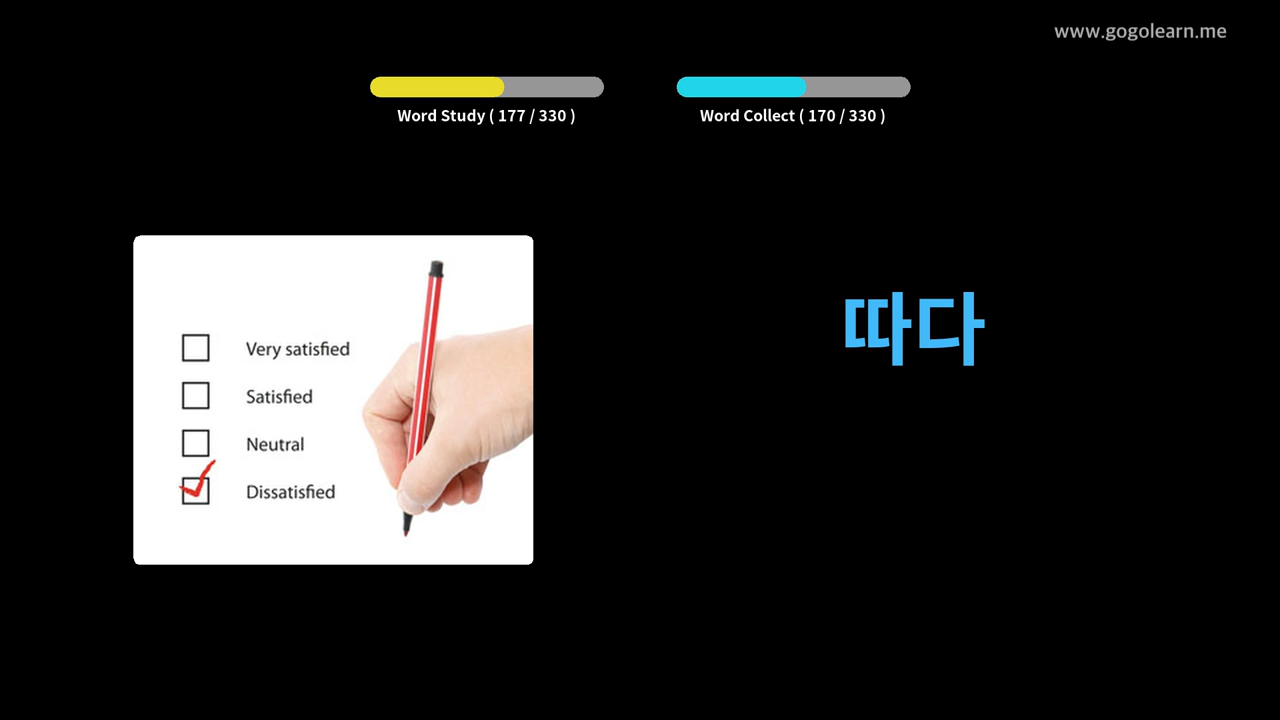 www.gogolearn.me
Word Study ( 177 / 330 )
Word Collect ( 170 / 330 )
Very satisfied
Satisfied
Neutral
Dissatisfied
따다